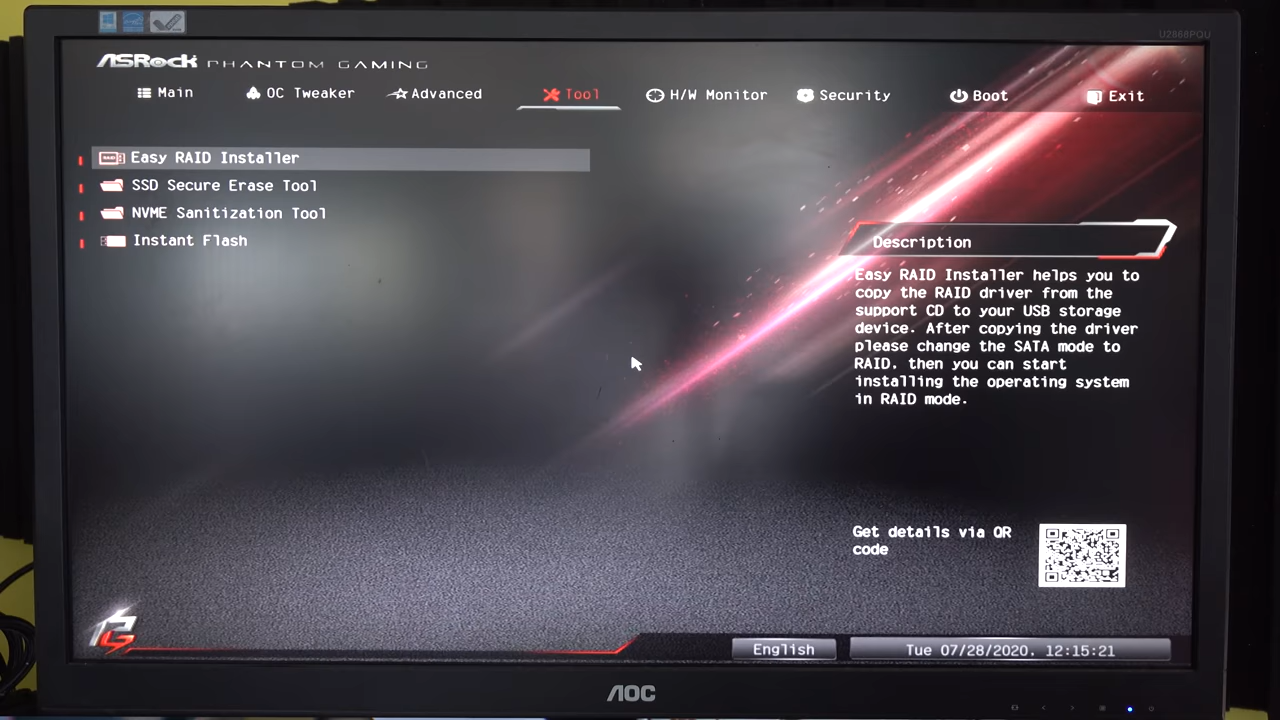 U2868PQU
ASRock PHANTOM GAMING
Main OC Tweaker Advanced Tool H/W Monitor Security Boot Exit
Easy RAID Installer
SSD Secure Erase Tool
NVME Sanitization Tool
Instant Flash
Description
Easy RAID Installer helps you to
copy the RAID driver from the
support CD to your USB storage
device. After copying the driver
please change the SATA mode to
RAID, then you can start
installing the operating system
in RAID mode.
Get details via QR
code
English
Tue 07/28/2020, 12:15:21
AOC